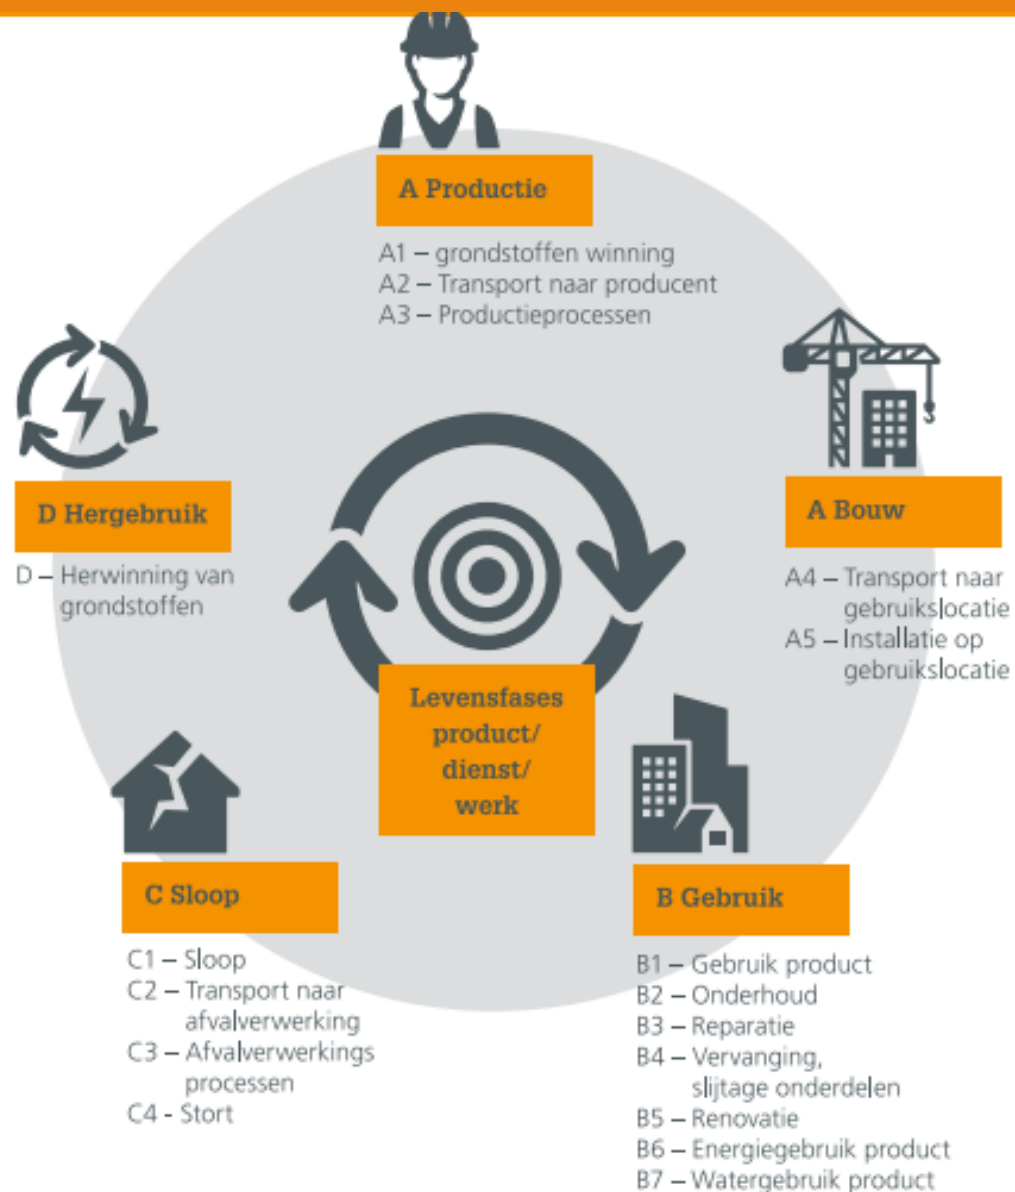 A Productie
A1 – grondstoffen winning
A2 – Transport naar producent
A3 – Productieprocessen
A Bouw
A4 – Transport naar
gebruikslocatie
A5 – Installatie op
gebruikslocatie
D Hergebruik
D – Herwinning van
grondstoffen
Levensfases
product/
dienst/
werk
C Sloop
C1 – Sloop
C2 – Transport naar
afvalverwerking
C3 – Afvalverwerkings
processen
C4 - Stort
B Gebruik
B1 – Gebruik product
B2 – Onderhoud
B3 – Reparatie
B4 – Vervanging,
slijtage onderdelen
B5 – Renovatie
B6 – Energiegebruik product
B7 – Watergebruik product